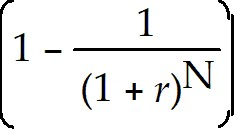 (1 - 1/(1 + r)^N)